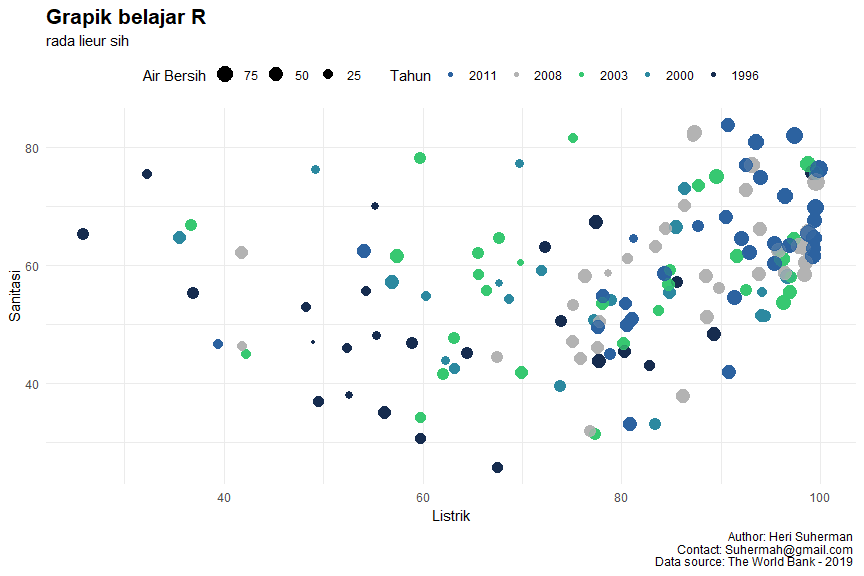 Grapik belajar R
rada lieur sih
Air Bersih 75 50 25 Tahun 2011 2008 2003 2000 1996
80
60
40
Sanitasi
40 60 80 100
Listrik
Author: Heri Suherman
Contact: Suhermah@gmail.com
Data source: The World Bank - 2019